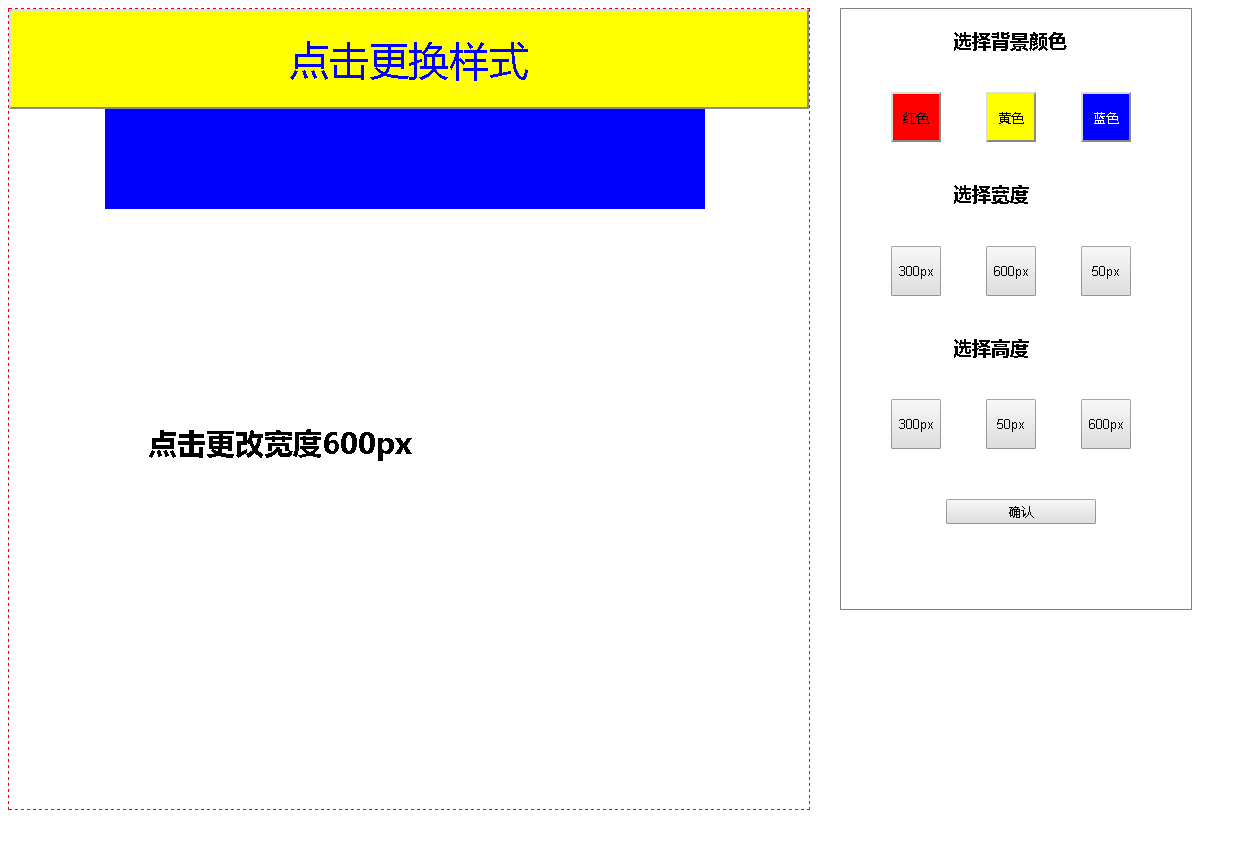 点击更换样式
点击更改宽度600px
选择背景颜色
红色 黄色 蓝色
选择宽度
300px 600px 50px
选择高度
300px 50px 600px
确认